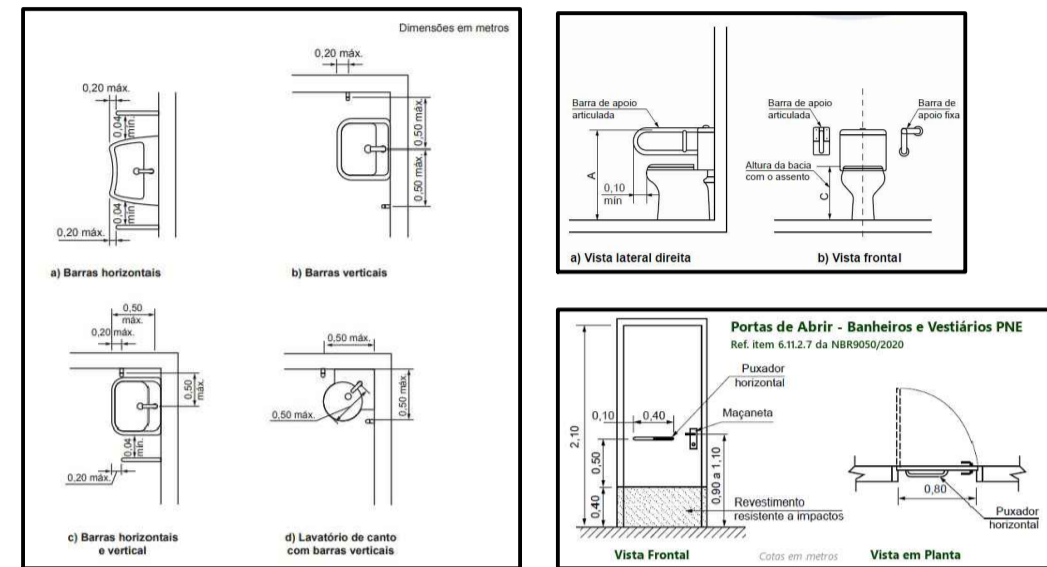 Dimensões em metros
0,20 máx.
0,04
mín.
0,04
mín.
0,20 máx.
a) Barras horizontais
0,20 máx.
0,50 máx.
0,50 máx.
b) Barras verticais
0,50
máx.
0,20 máx.
0,50
máx.
0,04
mín.
0,20 máx.
c) Barras horizontais
e vertical
0,50 máx.
0,50 máx.
0,50 máx.
d) Lavatório de canto
com barras verticais
Barra de apoio
articulada
A
0,10
mín
a) Vista lateral direita
Barra de apoio
articulada
Barra de
apoio fixa
Altura da bacia
com o assento
C
b) Vista frontal
Portas de Abrir - Banheiros e Vestiários PNE
Ref. item 6.11.2.7 da NBR9050/2020
Puxador
horizontal
0,10
0,40
Maçaneta
2,10
0,50
0,90 a 1,10
0,40
Revestimento
resistente a impactos
0,80
Puxador
horizontal
Vista Frontal
Cotas em metros
Vista em Planta